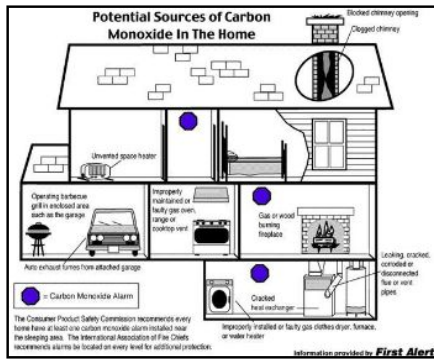 Potential Sources of Carbon
Monoxide In The Home
Blocked chimney opening
Clogged chimney
Unvented space heater
Operating barbecue
grill in enclosed area
such as the garage
Improperly
maintained or
faulty gas oven,
range or
cooktop vent
Gas or wood
burning
fireplace
Auto exhaust fumes from attached garage
Leaking, cracked,
corroded or
disconnected
flue or vent
pipes
= Carbon Monoxide Alarm
Cracked
heat exchanger
The Consumer Product Safety Commission recommends every
home have at least one carbon monoxide alarm installed near
the sleeping area. The International Association of Fire Chiefs
recommends alarms be located on every level for additional protection.
Improperly installed or faulty gas clothes dryer, furnace,
or water heater
Information provided by First Alert